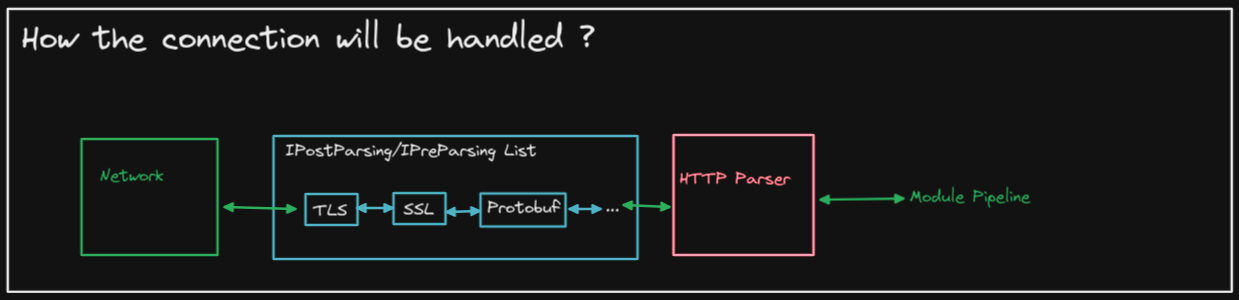 How the connection will be handled ?
IPostParsing/IPreParsing List
Network
HTTP Parser
TLS
SSL
Protobuf
...
Module Pipeline